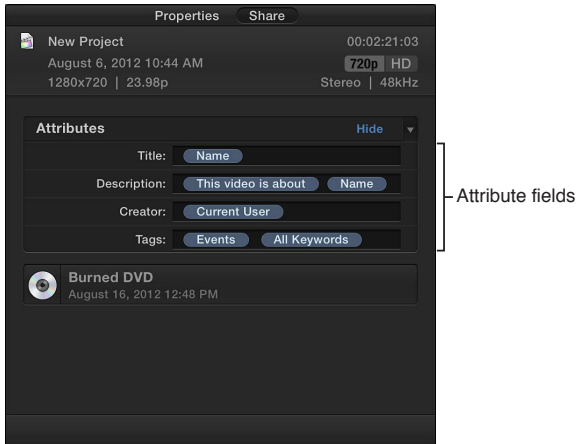 Properties Share
New Project 00:02:21:03
August 6, 2012 10:44 AM 720p HD
1280x720 | 23.98p Stereo | 48kHz
Attributes Hide
Title: Name
Description: This video is about Name
Creator: Current User
Tags: Events All Keywords
Attribute fields
Burned DVD
August 16, 2012 12:48 PM